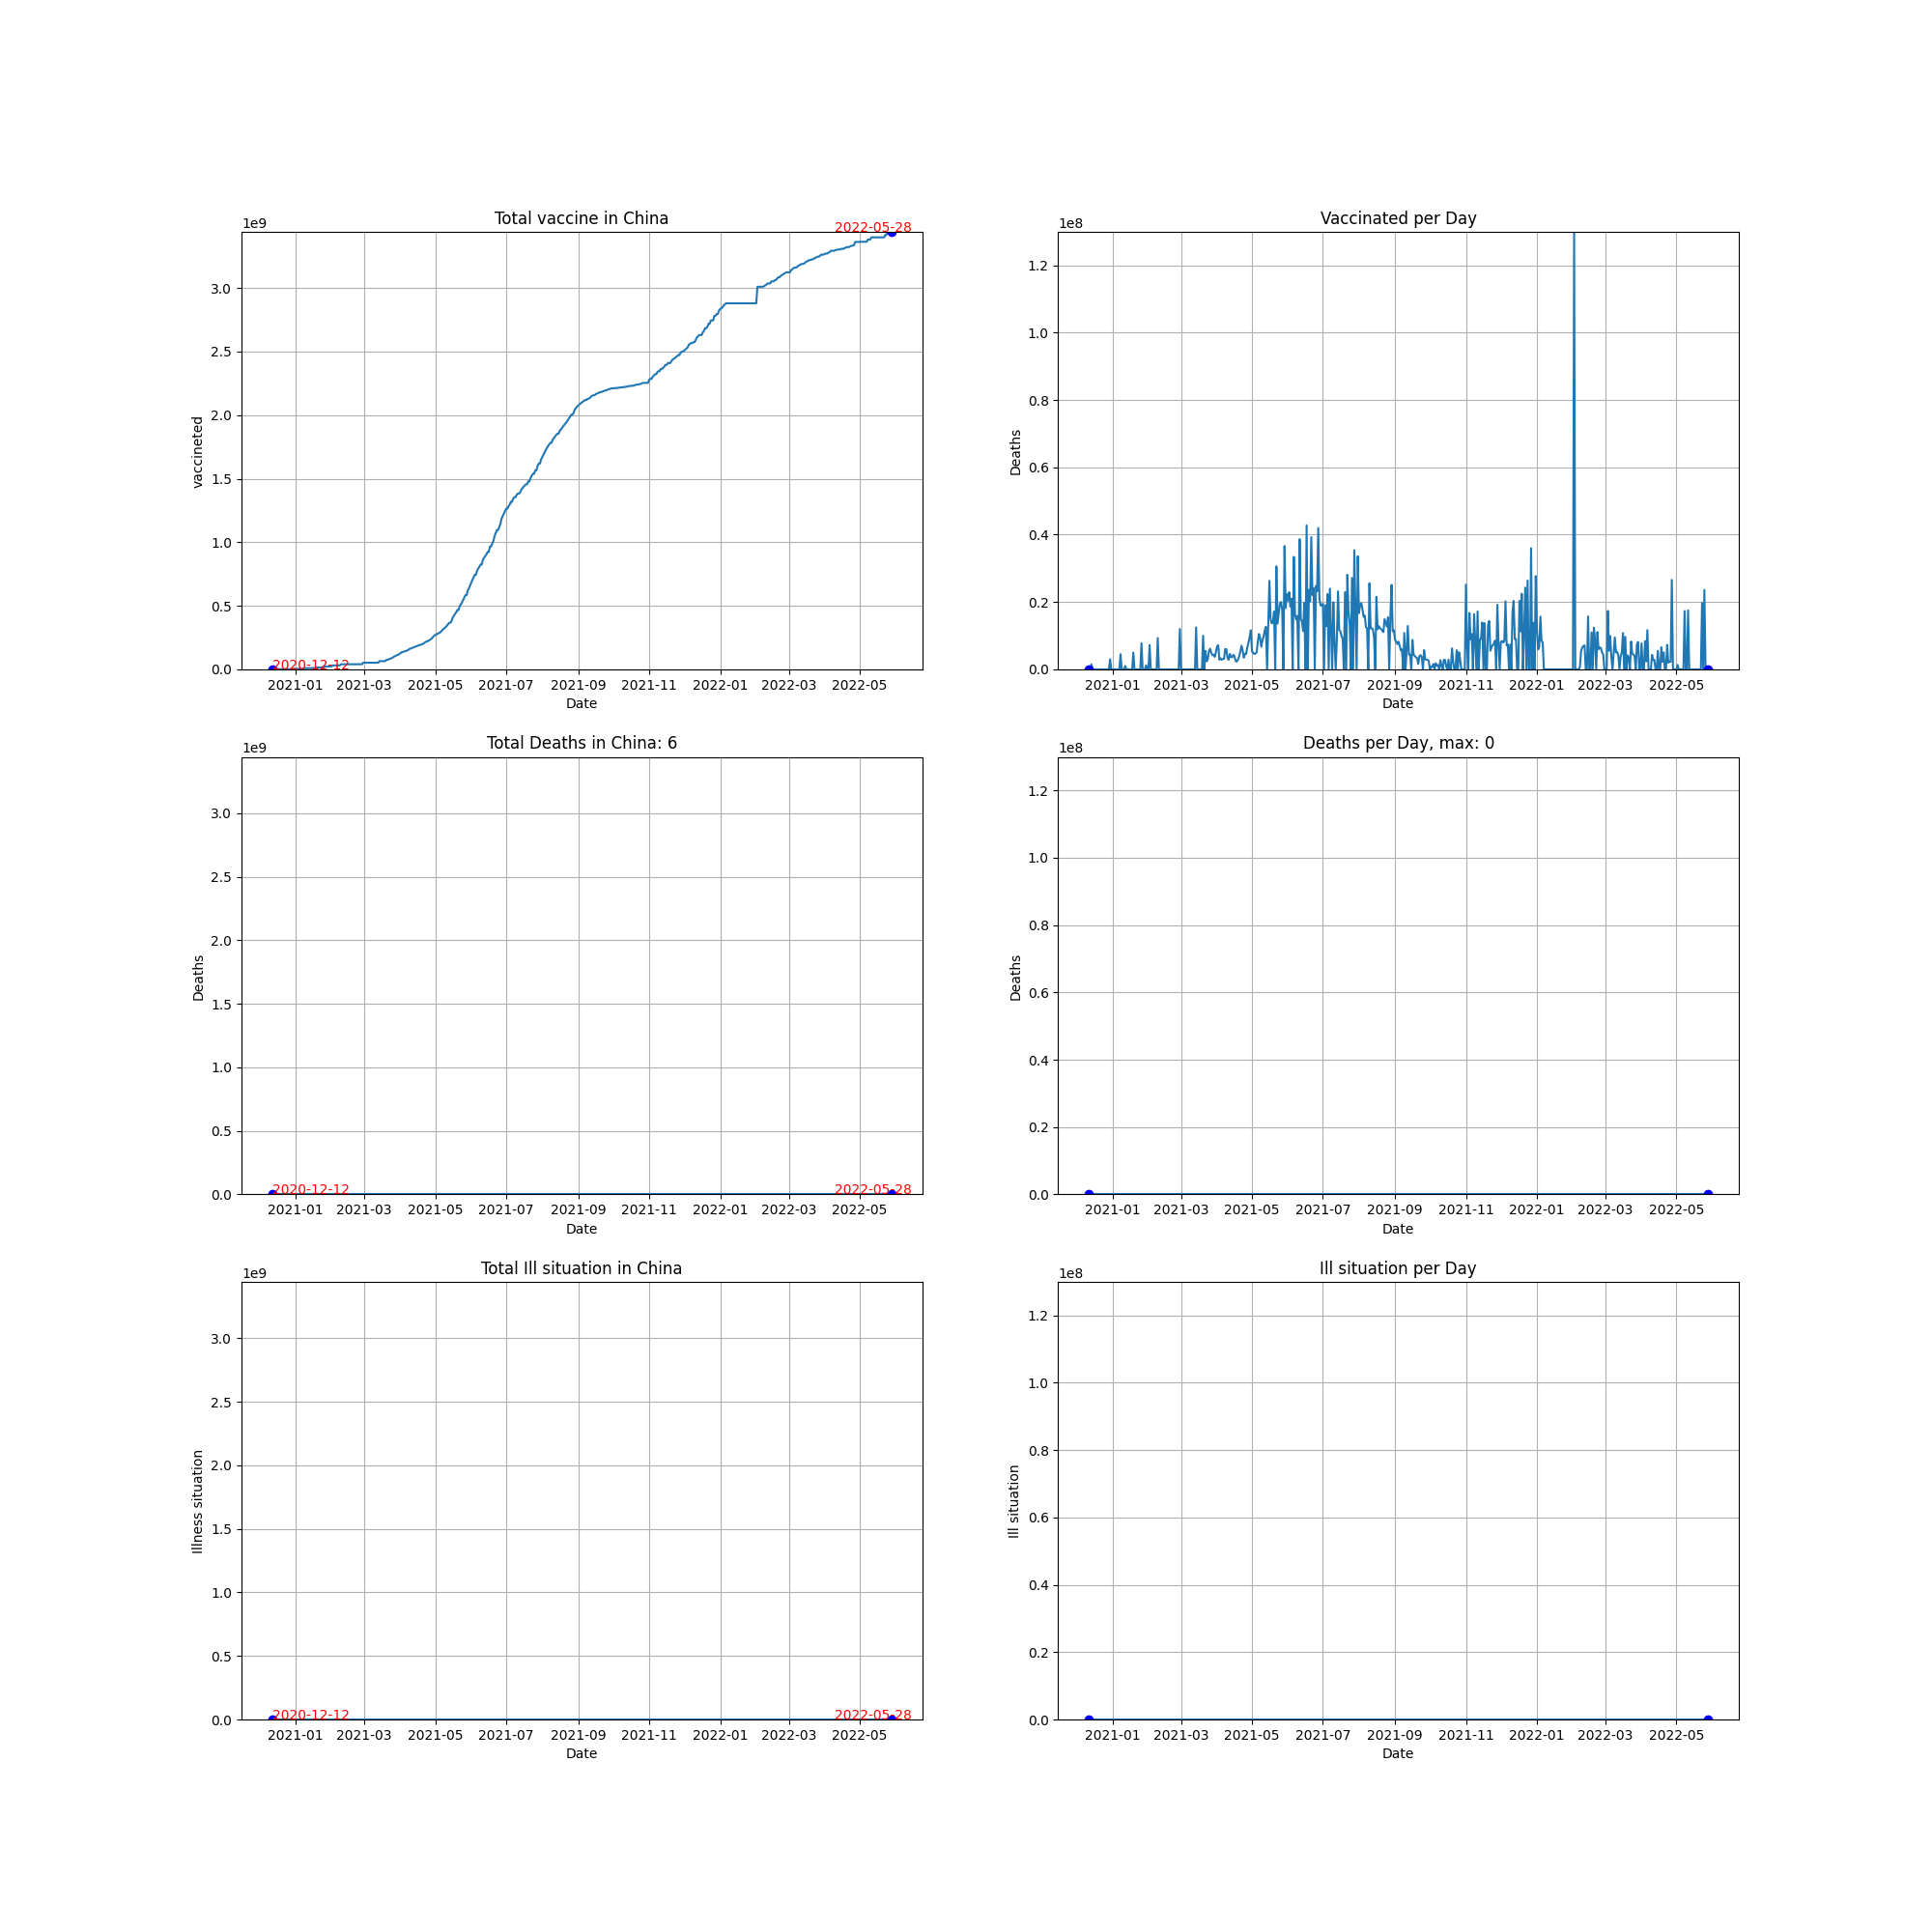 Total vaccine in China
1e9
2022-05-28
3.0
2.5
2.0
1.5
1.0
0.5
0.0
vaccineted
2020-12-12
2021-01 2021-03 2021-05 2021-07 2021-09 2021-11 2022-01 2022-03 2022-05
Date
Vaccinated per Day
1e8
1.2
1.0
0.8
0.6
0.4
0.2
0.0
Deaths
2021-01 2021-03 2021-05 2021-07 2021-09 2021-11 2022-01 2022-03 2022-05
Date
Total Deaths in China: 6
1e9
3.0
2.5
2.0
1.5
1.0
0.5
0.0
Deaths
2020-12-12
2022-05-28
2021-01 2021-03 2021-05 2021-07 2021-09 2021-11 2022-01 2022-03 2022-05
Date
Deaths per Day, max: 0
1e8
1.2
1.0
0.8
0.6
0.4
0.2
0.0
Deaths
2021-01 2021-03 2021-05 2021-07 2021-09 2021-11 2022-01 2022-03 2022-05
Date
Total Ill situation in China
1e9
3.0
2.5
2.0
1.5
1.0
0.5
0.0
Illness situation
2020-12-12
2022-05-28
2021-01 2021-03 2021-05 2021-07 2021-09 2021-11 2022-01 2022-03 2022-05
Date
Ill situation per Day
1e8
1.2
1.0
0.8
0.6
0.4
0.2
0.0
Ill situation
2021-01 2021-03 2021-05 2021-07 2021-09 2021-11 2022-01 2022-03 2022-05
Date